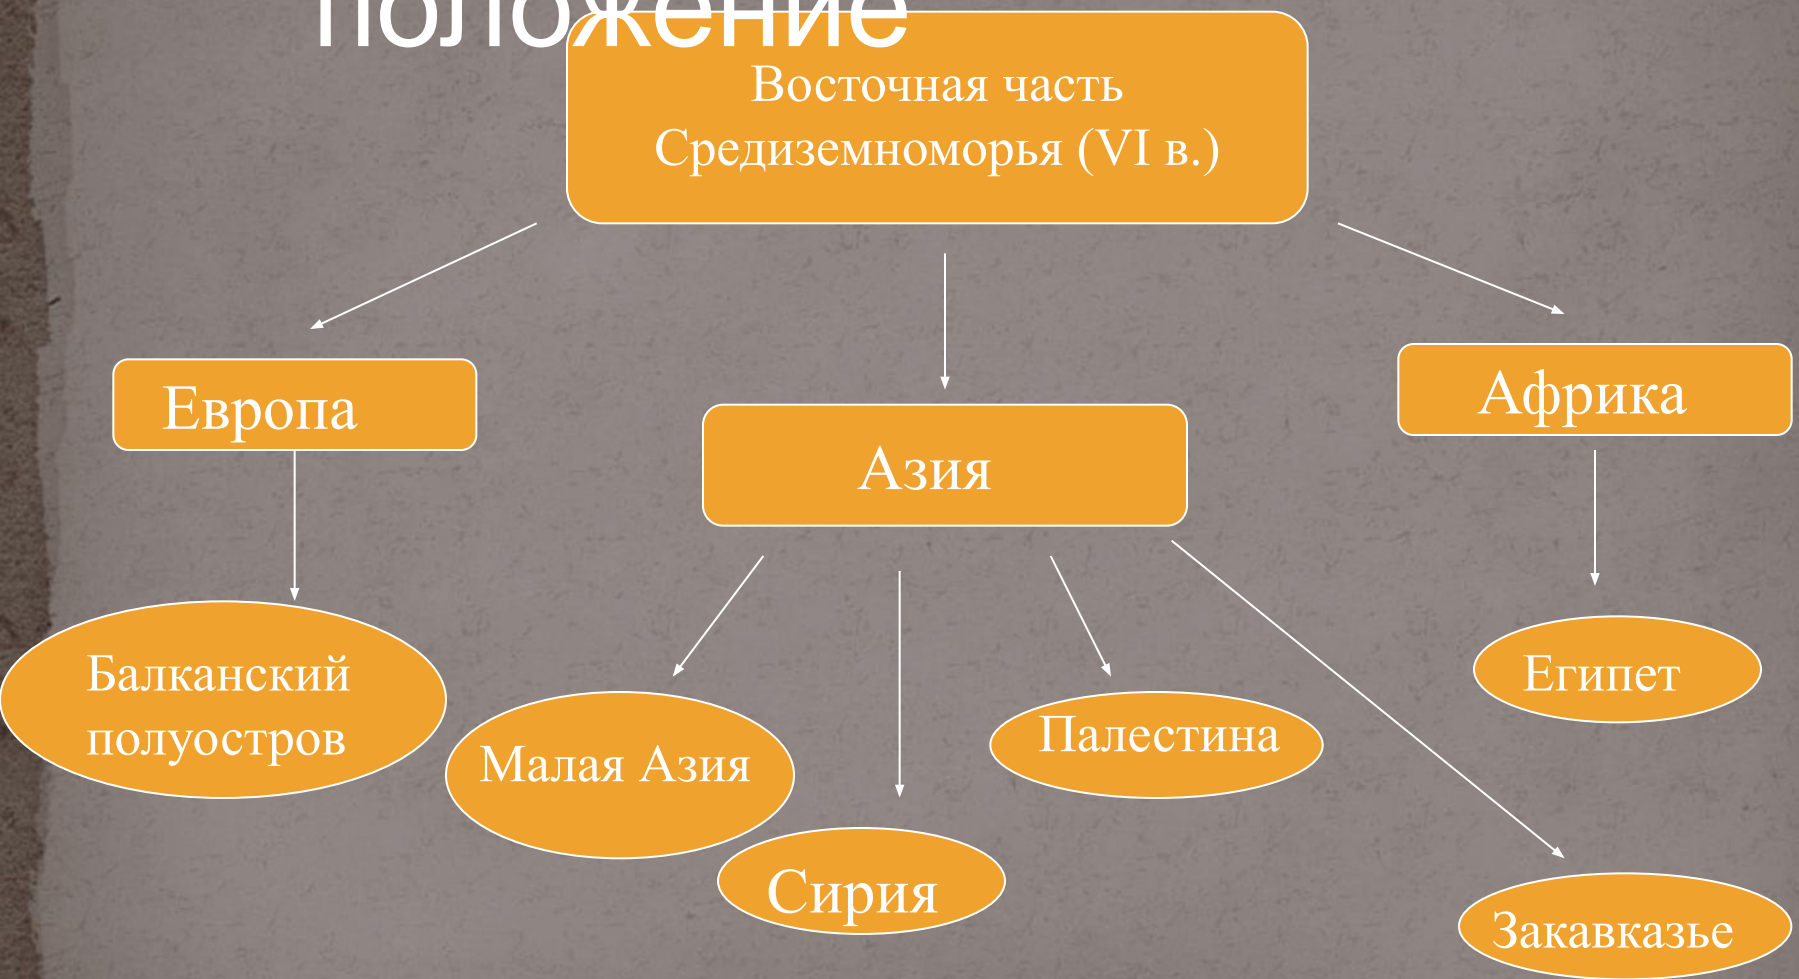 положение
Восточная часть
Средиземноморья (VI в.)
Европа
Азия
Африка
Балканский
полуостров
Малая Азия
Сирия
Палестина
Закавказье
Египет